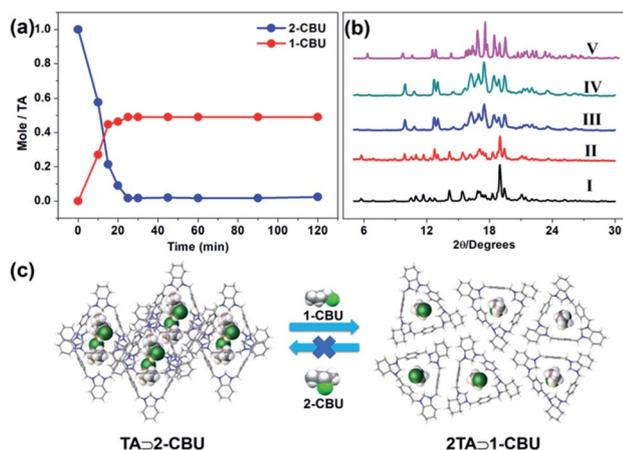 (a)
2-CBU
1-CBU
Mole / TA
1.0
0.8
0.6
0.4
0.2
0.0
0 20 40 60 80 100 120
Time (min)
(b)
V
IV
III
II
I
6 12 18 24 30
2θ/Degrees
(c)
1-CBU
2-CBU
TA⊃2-CBU
2TA⊃1-CBU